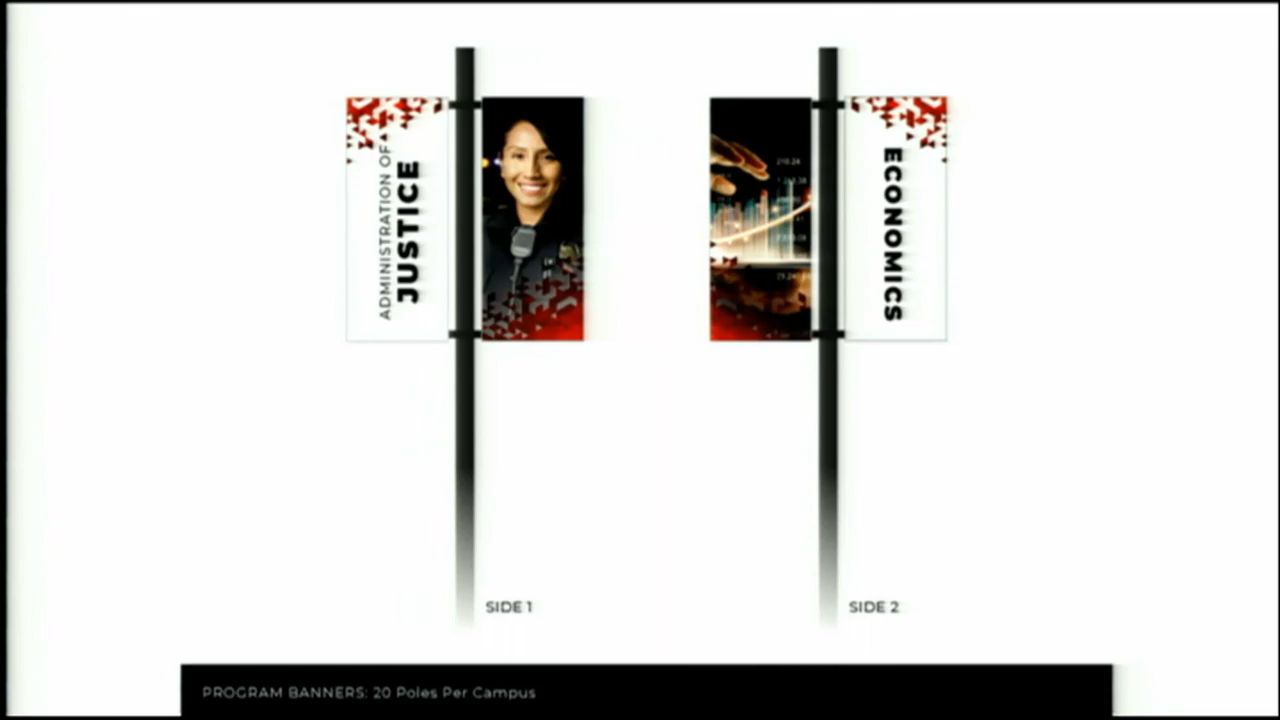 ADMINISTRATION OF
JUSTICE
ECONOMICS
SIDE 1
SIDE 2
PROGRAM BANNERS: 20 Poles Per Campus